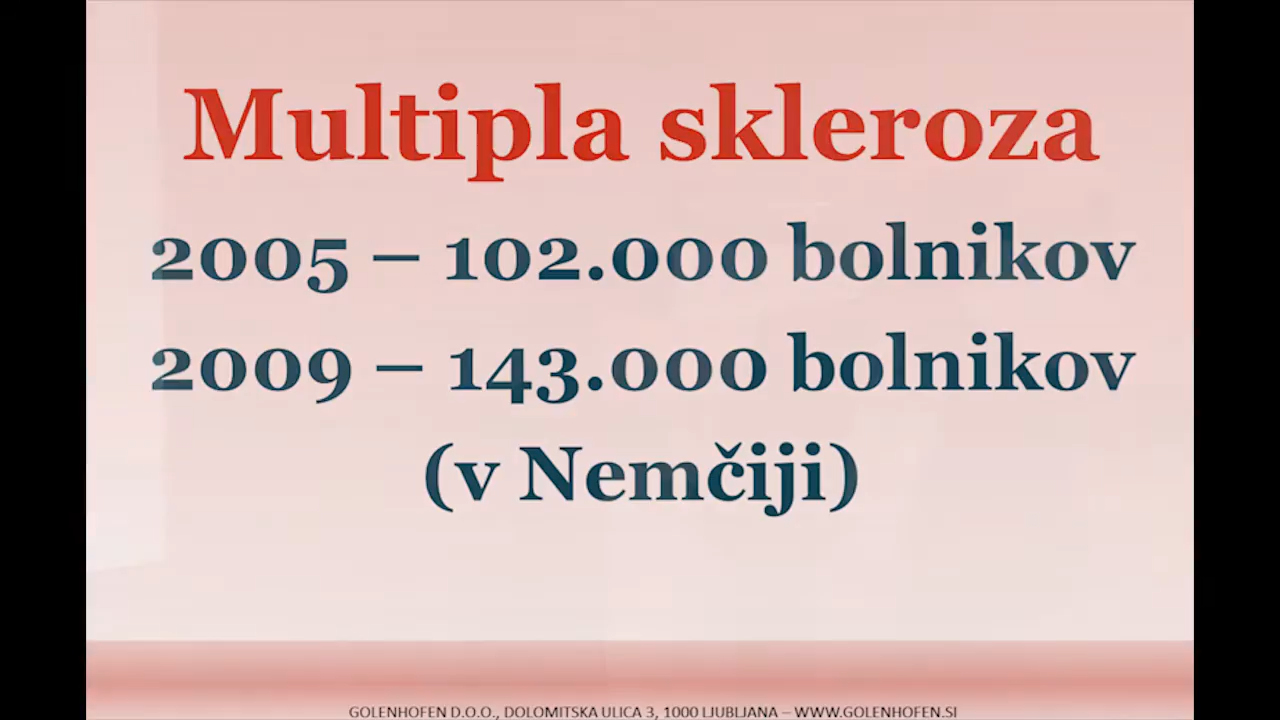 Multipla skleroza
2005 – 102.000 bolnikov
2009 – 143.000 bolnikov
(v Nemčiji)
GOLENHOFEN D.O.O., DOLOMITSKA ULICA 3, 1000 LJUBLJANA – WWW.GOLENHOFEN.SI